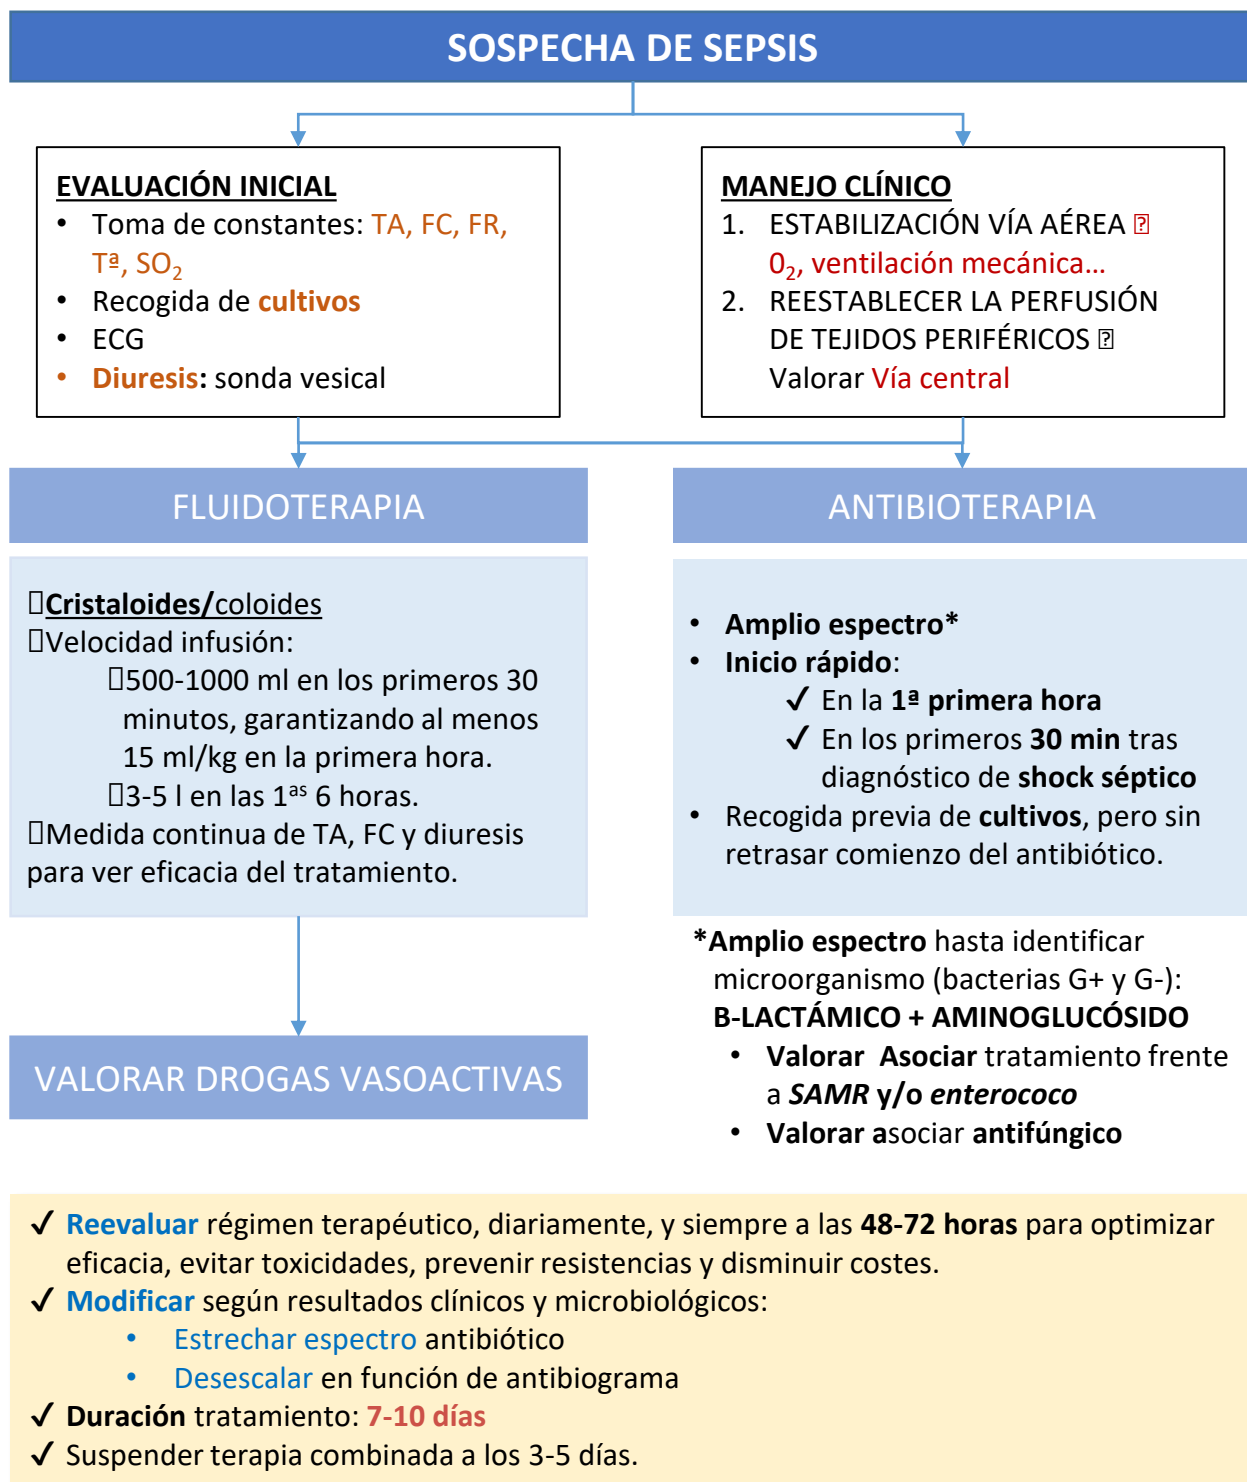 SOSPECHA DE SEPSIS
EVALUACIÓN INICIAL
• Toma de constantes: TA, FC, FR,
Tª, SO₂
• Recogida de cultivos
• ECG
• Diuresis: sonda vesical
MANEJO CLÍNICO
1. ESTABILIZACIÓN VÍA AÉREA ⍰
0₂, ventilación mecánica...
2. REESTABLECER LA PERFUSIÓN
DE TEJIDOS PERIFÉRICOS ⍰
Valorar Vía central
FLUIDOTERAPIA
▯Cristaloides/coloides
▯Velocidad infusión:
▯500-1000 ml en los primeros 30
minutos, garantizando al menos
15 ml/kg en la primera hora.
▯3-5 l en las 1ᵃˢ 6 horas.
▯Medida continua de TA, FC y diuresis
para ver eficacia del tratamiento.
VALORAR DROGAS VASOACTIVAS
ANTIBIOTERAPIA
• Amplio espectro*
• Inicio rápido:
✓ En la 1ª primera hora
✓ En los primeros 30 min tras
diagnóstico de shock séptico
• Recogida previa de cultivos, pero sin
retrasar comienzo del antibiótico.
*Amplio espectro hasta identificar
microorganismo (bacterias G+ y G-):
B-LACTÁMICO + AMINOGLUCÓSIDO
• Valorar Asociar tratamiento frente
a SAMR y/o enterococo
• Valorar asociar antifúngico
✓ Reevaluar régimen terapéutico, diariamente, y siempre a las 48-72 horas para optimizar
eficacia, evitar toxicidades, prevenir resistencias y disminuir costes.
✓ Modificar según resultados clínicos y microbiológicos:
• Estrechar espectro antibiótico
• Desescalar en función de antibiograma
✓ Duración tratamiento: 7-10 días
✓ Suspender terapia combinada a los 3-5 días.